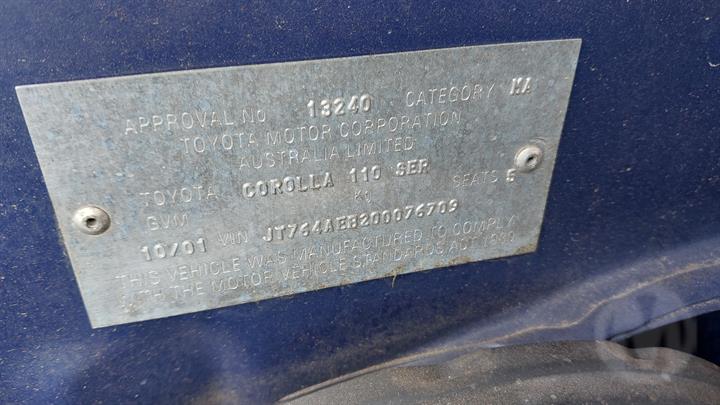 APPROVAL NO 13240 CATEGORY MA
TOYOTA MOTOR CORPORATION
AUSTRALIA LIMITED
TOYOTA COROLLA 110 SER
GVM KG SEATS 5
10/01 VIN JT764AEB200076709
THIS VEHICLE WAS MANUFACTURED TO COMPLY
WITH THE MOTOR VEHICLE STANDARDS ACT 1989